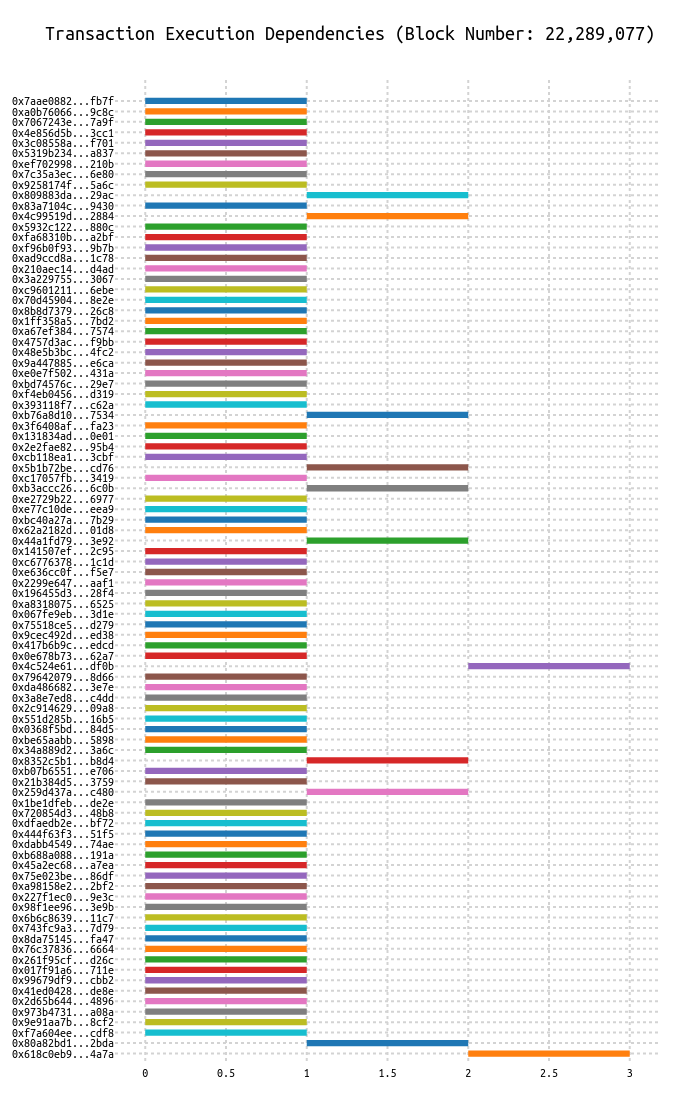 Transaction Execution Dependencies (Block Number: 22,289,077)
0x7aae0882...fb7f
0xa0b76066...9c8c
0x7067243e...7a9f
0x4e856d5b...3cc1
0x3c08558a...f701
0x5319b234...a837
0xef702998...210b
0x7c35a3ec...6e80
0x9258174f...5a6c
0x809883da...29ac
0x83a7104c...9430
0x4c99519d...2884
0x5932c122...880c
0xfa68310b...a2bf
0xf96b0f93...9b7b
0xad9ccd8a...1c78
0x210aec14...d4ad
0x3a229755...3067
0xc9601211...6ebe
0x70d45904...8e2e
0x8b8d7379...26c8
0x1ff358a5...7bd2
0xa67ef384...7574
0x4757d3ac...f9bb
0x48e5b3bc...4fc2
0x9a447885...e6ca
0xe0e7f502...431a
0xbd74576c...29e7
0xf4eb0456...d319
0x393118f7...c62a
0xb76a8d10...7534
0x3f6408af...fa23
0x131834ad...0e01
0x2e2fae82...95b4
0xcb118ea1...3cbf
0x5b1b72be...cd76
0xc17057fb...3419
0xb3accc26...6c0b
0xe2729b22...6977
0xe77c10de...eea9
0xbc40a27a...7b29
0x62a2182d...01d8
0x44a1fd79...3e92
0x141507ef...2c95
0xc6776378...1c1d
0xe636cc0f...f5e7
0x2299e647...aaf1
0x196455d3...28f4
0xa8318075...6525
0x067fe9eb...3d1e
0x75518ce5...d279
0x9cec492d...ed38
0x417b6b9c...edcd
0x0e678b73...62a7
0x4c524e61...df0b
0x79642079...8d66
0xda486682...3e7e
0x3a8e7ed8...c4dd
0x2c914629...09a8
0x551d285b...16b5
0x0368f5bd...84d5
0xbe65aabb...5898
0x34a889d2...3a6c
0x8352c5b1...b8d4
0xb07b6551...e706
0x21b384d5...3759
0x259d437a...c480
0x1be1dfeb...de2e
0x720854d3...48b8
0xdfaedb2e...bf72
0x444f63f3...51f5
0xdabb4549...74ae
0xb688a088...191a
0x45a2ec68...a7ea
0x75e023be...86df
0xa98158e2...2bf2
0x227f1ec0...9e3c
0x98f1ee96...3e9b
0x6b6c8639...11c7
0x743fc9a3...7d79
0x8da75145...fa47
0x76c37836...6664
0x261f95cf...d26c
0x017f91a6...711e
0x99679df9...cbb2
0x41ed0428...de8e
0x2d65b644...4896
0x973b4731...a08a
0x9e91aa7b...8cf2
0xf7a604ee...cdf8
0x80a82bd1...2bda
0x618c0eb9...4a7a
0 0.5 1 1.5 2 2.5 3